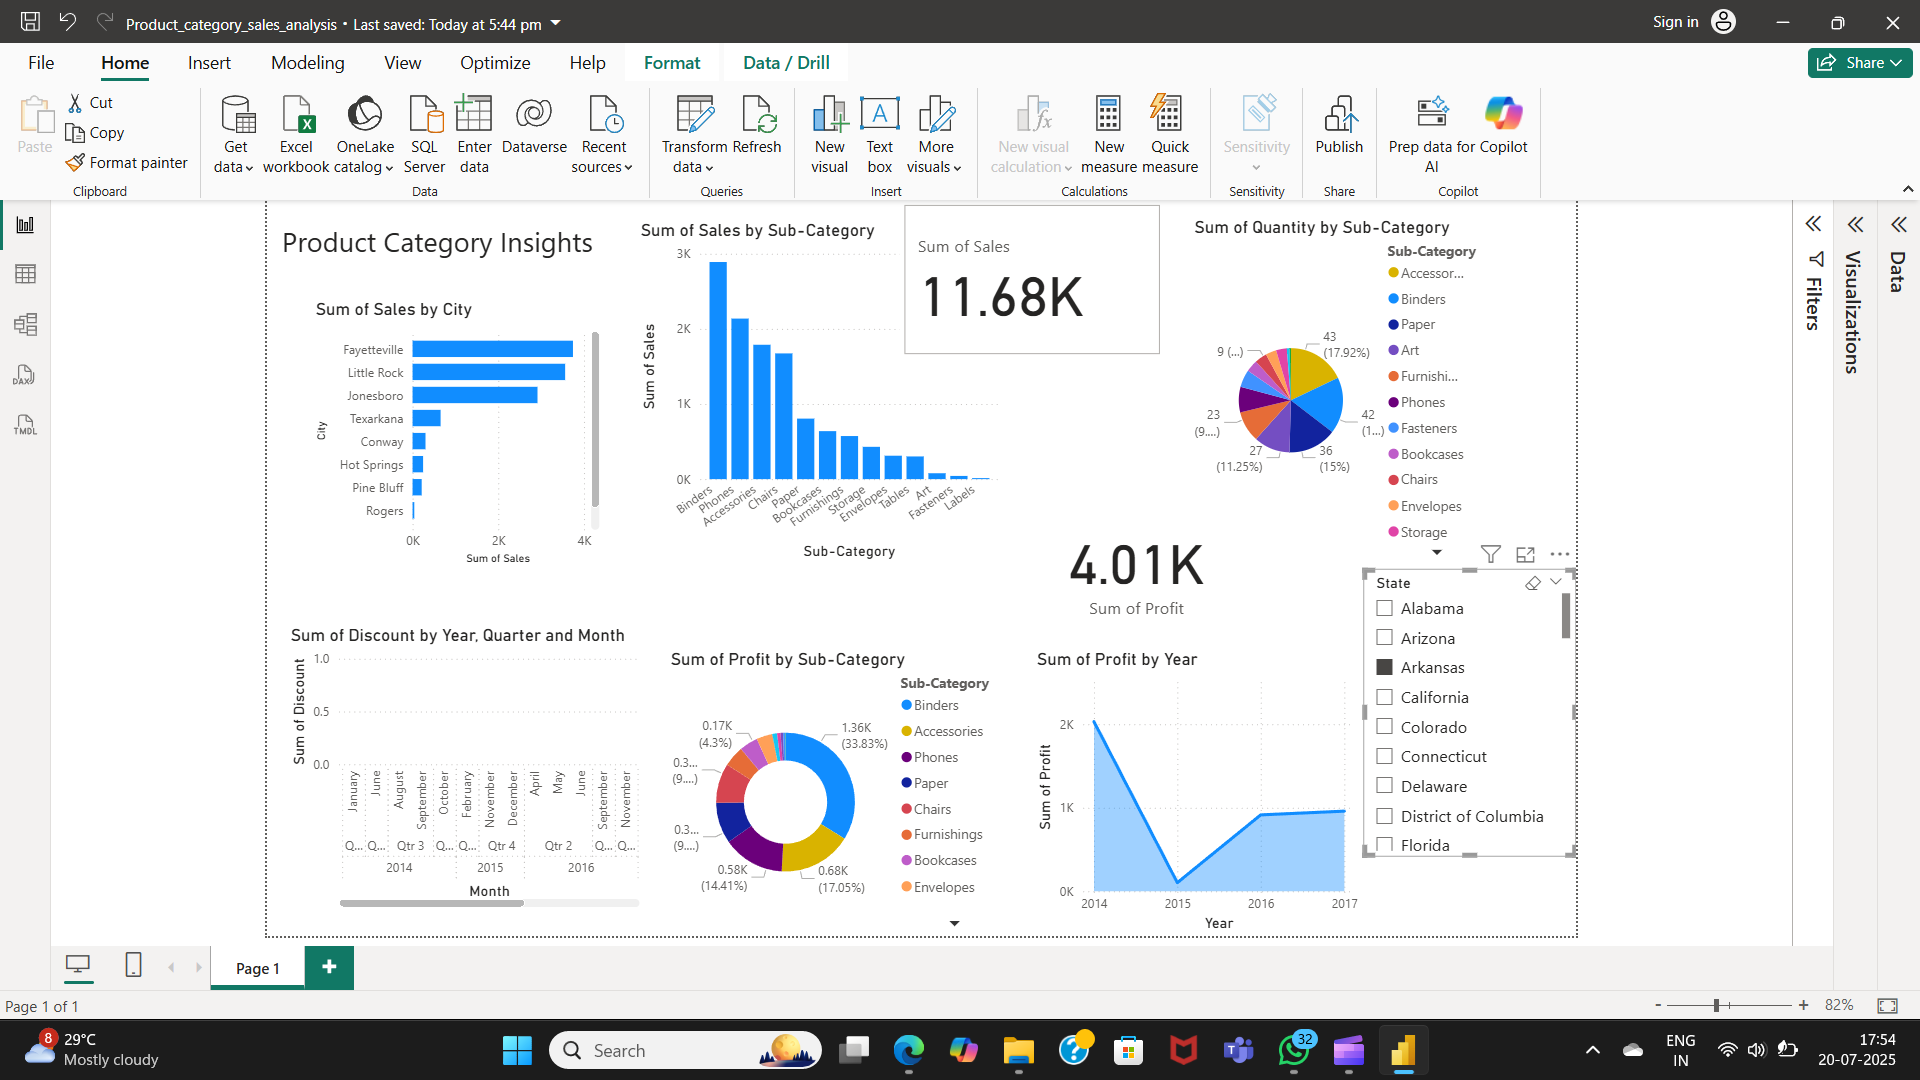 Product_category_sales_analysis • Last saved: Today at 5:44 pm
Sign in
File Home Insert Modeling View Optimize Help Format Data / Drill
Share
Paste
Cut
Copy
Format painter
Clipboard
Get data
Excel workbook
OneLake catalog
SQL Server
Enter data
Dataverse
Recent sources
Data
Transform data
Refresh
Queries
New visual
Text box
More visuals
Insert
New visual calculation
New measure
Quick measure
Calculations
Sensitivity
Sensitivity
Publish
Share
Prep data for AI
Copilot
Copilot
DAX
TMDL
Product Category Insights
Sum of Sales by City
City
Fayetteville
Little Rock
Jonesboro
Texarkana
Conway
Hot Springs
Pine Bluff
Rogers
0K 2K 4K
Sum of Sales
Sum of Sales by Sub-Category
Sum of Sales
3K
2K
1K
0K
Binders
Phones
Accessories
Chairs
Paper
Bookcases
Furnishings
Storage
Envelopes
Tables
Art
Fasteners
Labels
Sub-Category
Sum of Sales
11.68K
Sum of Quantity by Sub-Category
43
(17.92%)
42
(1...)
36
(15%)
27
(11.25%)
23
(9....)
9 (...)
Sub-Category
Accessor...
Binders
Paper
Art
Furnishi...
Phones
Fasteners
Bookcases
Chairs
Envelopes
Storage
4.01K
Sum of Profit
State
Alabama
Arizona
Arkansas
California
Colorado
Connecticut
Delaware
District of Columbia
Florida
Sum of Discount by Year, Quarter and Month
Sum of Discount
1.0
0.5
0.0
January
June
August
September
October
February
November
December
April
May
June
September
November
Q... Q... Qtr 3 Q... Q... Qtr 4 Qtr 2 Q... Q...
2014 2015 2016
Month
Sum of Profit by Sub-Category
1.36K
(33.83%)
0.68K
(17.05%)
0.58K
(14.41%)
0.3...
(9....)
0.3...
(9....)
0.17K
(4.3%)
Sub-Category
Binders
Accessories
Phones
Paper
Chairs
Furnishings
Bookcases
Envelopes
Sum of Profit by Year
Sum of Profit
2K
1K
0K
2014 2015 2016 2017
Year
Filters
Visualizations
Data
Page 1
Page 1 of 1
- + 82%
8
29°C
Mostly cloudy
Search
32
ENG
IN
17:54
20-07-2025